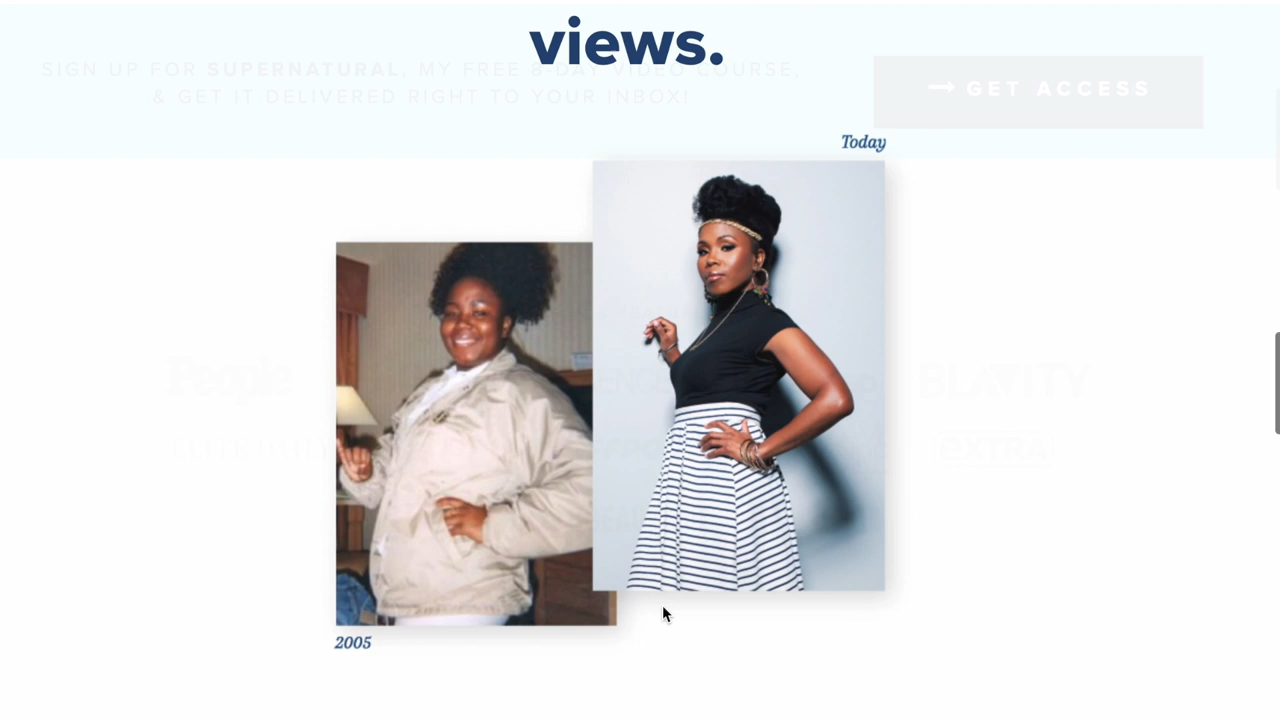 views.
SIGN UP FOR SUPERNATURAL, MY FREE 8-DAY VIDEO COURSE,
& GET IT DELIVERED RIGHT TO YOUR INBOX!
GET ACCESS
Today
People
BLAVITY
eXTRA
2005